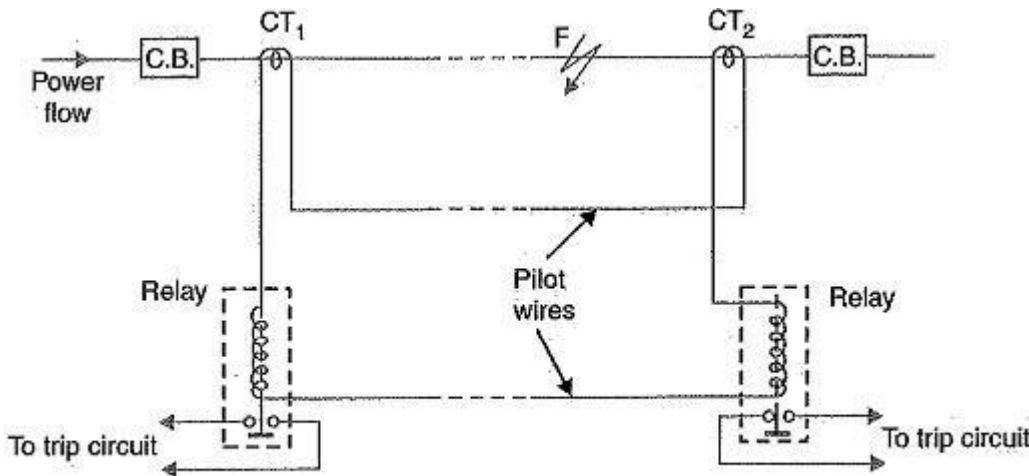 CT1
CT2
F
C.B.
C.B.
Power
flow
Pilot
wires
Relay
Relay
To trip circuit
To trip circuit